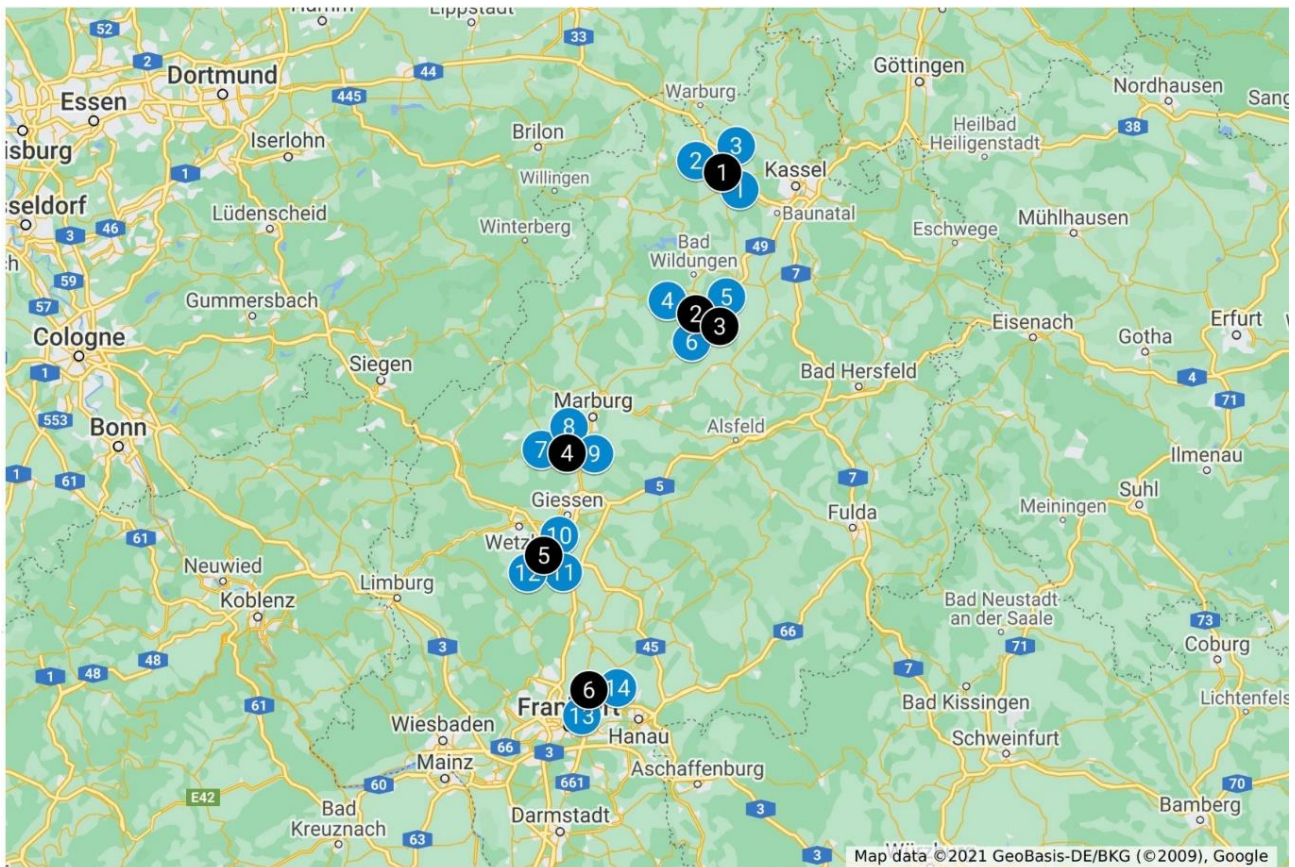 Hamm
Lippstadt
52
33
Göttingen
2
Dortmund
44
Nordhausen
Essen
445
Warburg
Sang
38
isburg
Iserlohn
Brilon
3
Heilbad
Heiligenstadt
2
1
Willingen
1
Kassel
1
sseldorf
46
Lüdenscheid
Baunatal
Mühlhausen
3
Winterberg
49
Eschwege
h
59
Bad
Wildungen
7
57
Gummersbach
4
5
2
3
Eisenach
Erfurt
Cologne
6
Gotha
1
Siegen
Bad Hersfeld
4
71
553
Marburg
Bonn
8
Alsfeld
7
4
9
Ilmenau
1
61
5
7
Suhl
Giessen
Meiningen
Fulda
61
10
Wetzl
5
Neuwied
12
11
Limburg
Koblenz
Bad Neustadt
an der Saale
73
66
71
Coburg
3
45
1
48
48
7
6
14
Bad Kissingen
Lichtenfels
61
Wiesbaden
Frankfurt
13
Hanau
66
3
Schweinfurt
Mainz
Aschaffenburg
60
661
70
E42
Bad
Kreuznach
3
Bamberg
63
Darmstadt
3
Map data ©2021 GeoBasis-DE/BKG (©2009), Google